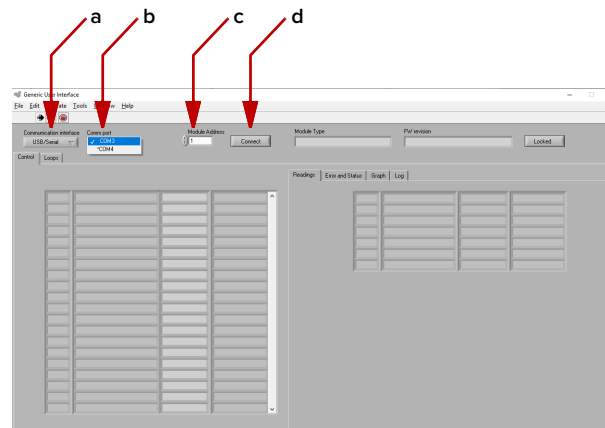 a b c d
Generic User Interface
File Edit Tools Help
Communication interface Comm port Module Address Module Type FW revision
USB/Serial ✓ COM3 1 Connect Locked
°COM4
Control Loops
Readings Error and Status Graph Log